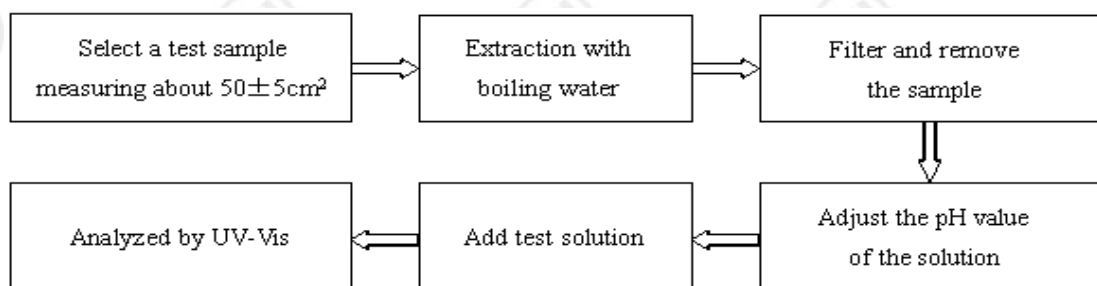 Select a test sample
measuring about 50±5cm²
Extraction with
boiling water
Filter and remove
the sample
Adjust the pH value
of the solution
Add test solution
Analyzed by UV-Vis